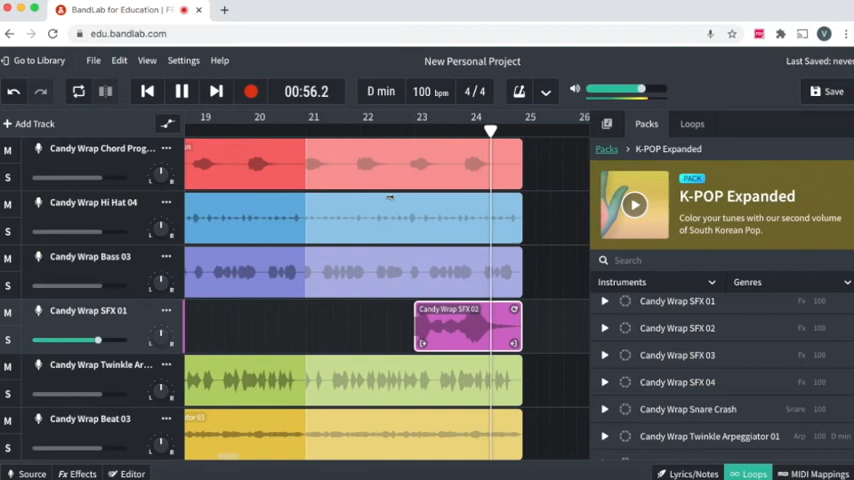 BandLab for Education | Fr
edu.bandlab.com
V
Go to Library
File
Edit
View
Settings
Help
New Personal Project
Last Saved: never
00:56.2
D min
100 bpm
4 / 4
Save
Add Track
19
20
21
22
23
24
25
26
Packs
Loops
M
S
Candy Wrap Chord Prog...
L
R
M
S
Candy Wrap Hi Hat 04
L
R
M
S
Candy Wrap Bass 03
L
R
M
S
Candy Wrap SFX 01
L
R
Candy Wrap SFX 02
M
S
Candy Wrap Twinkle Ar...
L
R
M
S
Candy Wrap Beat 03
L
R
Packs > K-POP Expanded
PACK
K-POP Expanded
Color your tunes with our second volume
of South Korean Pop.
Search
Instruments
Genres
Candy Wrap SFX 01 Fx 100
Candy Wrap SFX 02 Fx 100
Candy Wrap SFX 03 Fx 100
Candy Wrap SFX 04 Fx 100
Candy Wrap Snare Crash Snare 100
Candy Wrap Twinkle Arpeggiator 01 Arp 100 D min
Source
Fx Effects
Editor
Lyrics/Notes
Loops
MIDI Mappings